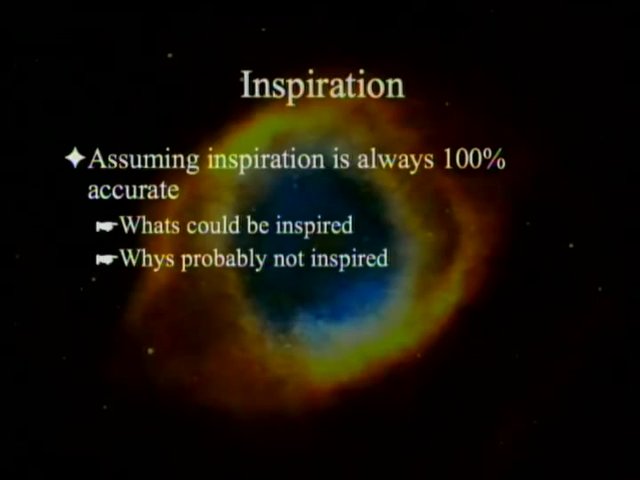 Inspiration
Assuming inspiration is always 100%
accurate
Whats could be inspired
Whys probably not inspired